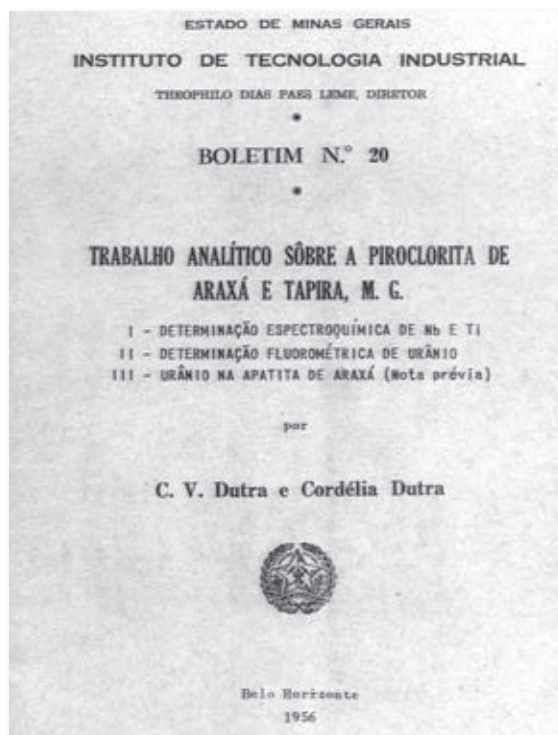 ESTADO DE MINAS GERAIS
INSTITUTO DE TECNOLOGIA INDUSTRIAL
THEOPHILO DIAS PAES LEME, DIRETOR
*
BOLETIM N.º 20
*
TRABALHO ANALÍTICO SÔBRE A PIROCLORITA DE
ARAXÁ E TAPIRA, M. G.
I - DETERMINAÇÃO ESPECTROQUÍMICA DE Nb E Ti
II - DETERMINAÇÃO FLUOROMÉTRICA DE URÂNIO
III - URÂNIO NA APATITA DE ARAXÁ (Nota prévia)
por
C. V. Dutra e Cordélia Dutra
Belo Horizonte
1956